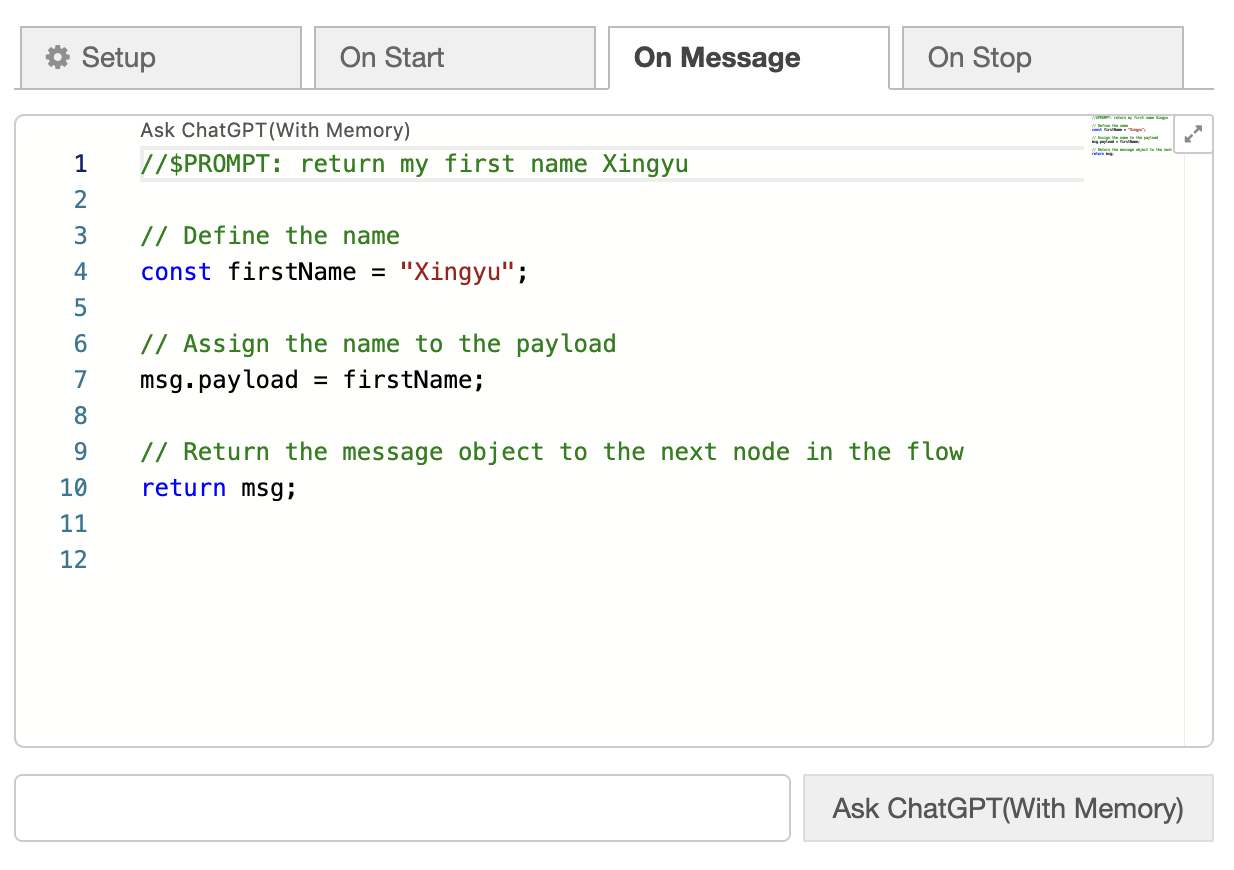 Setup
On Start
On Message
On Stop
Ask ChatGPT(With Memory)
1 //$PROMPT: return my first name Xingyu
2
3 // Define the name
4 const firstName = "Xingyu";
5
6 // Assign the name to the payload
7 msg.payload = firstName;
8
9 // Return the message object to the next node in the flow
10 return msg;
11
12
Ask ChatGPT(With Memory)